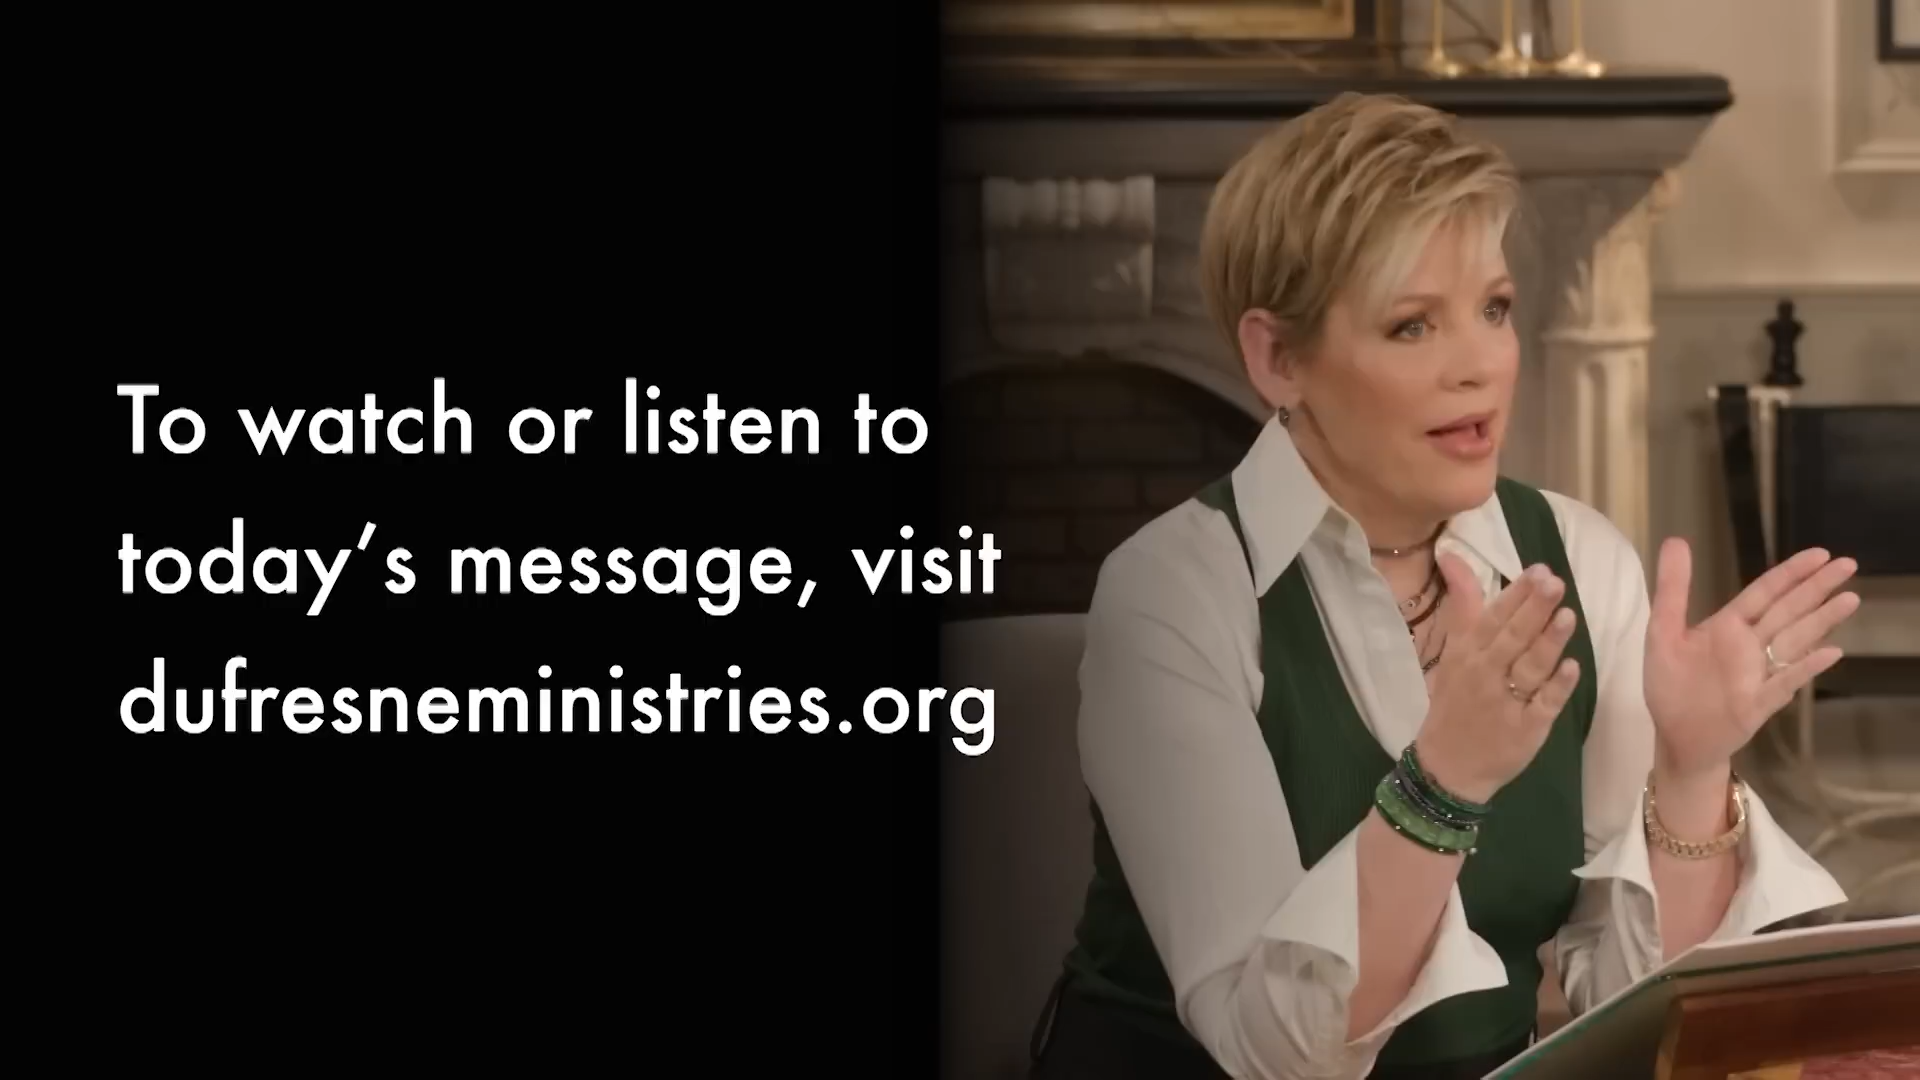 To watch or listen to
today’s message, visit
dufresneministries.org